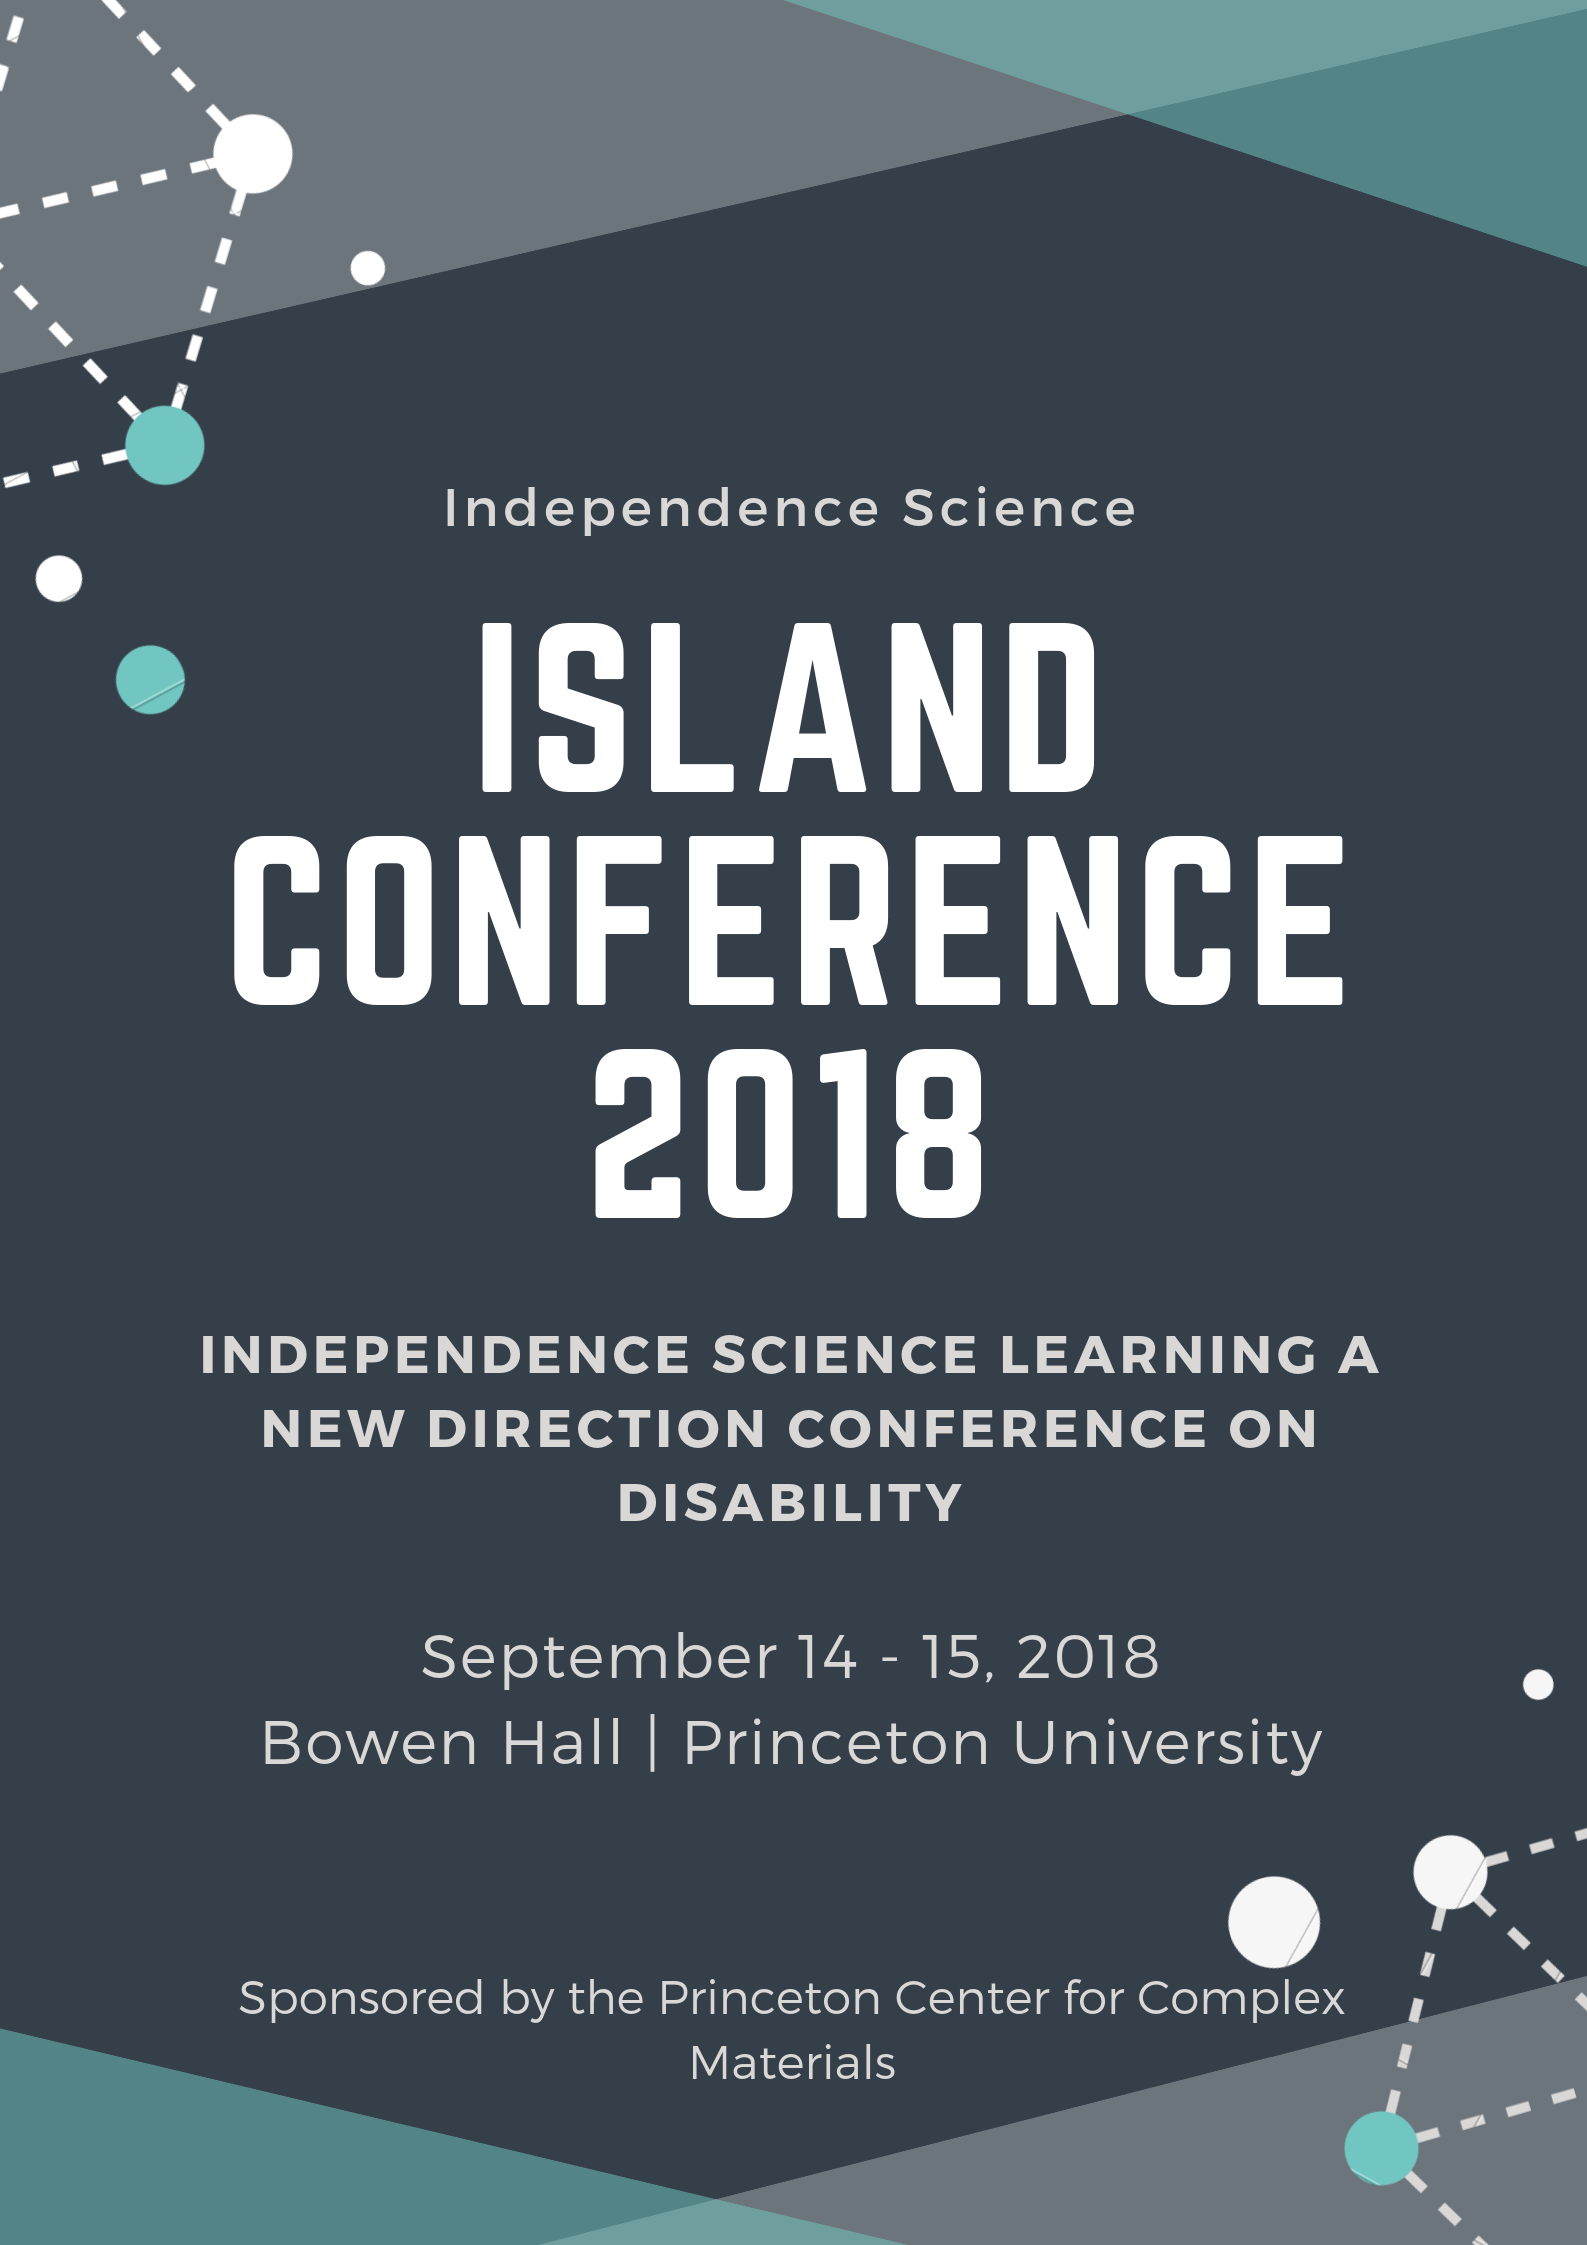 Independence Science
ISLAND
CONFERENCE
2018
INDEPENDENCE SCIENCE LEARNING A
NEW DIRECTION CONFERENCE ON
DISABILITY
September 14 - 15, 2018
Bowen Hall | Princeton University
Sponsored by the Princeton Center for Complex
Materials